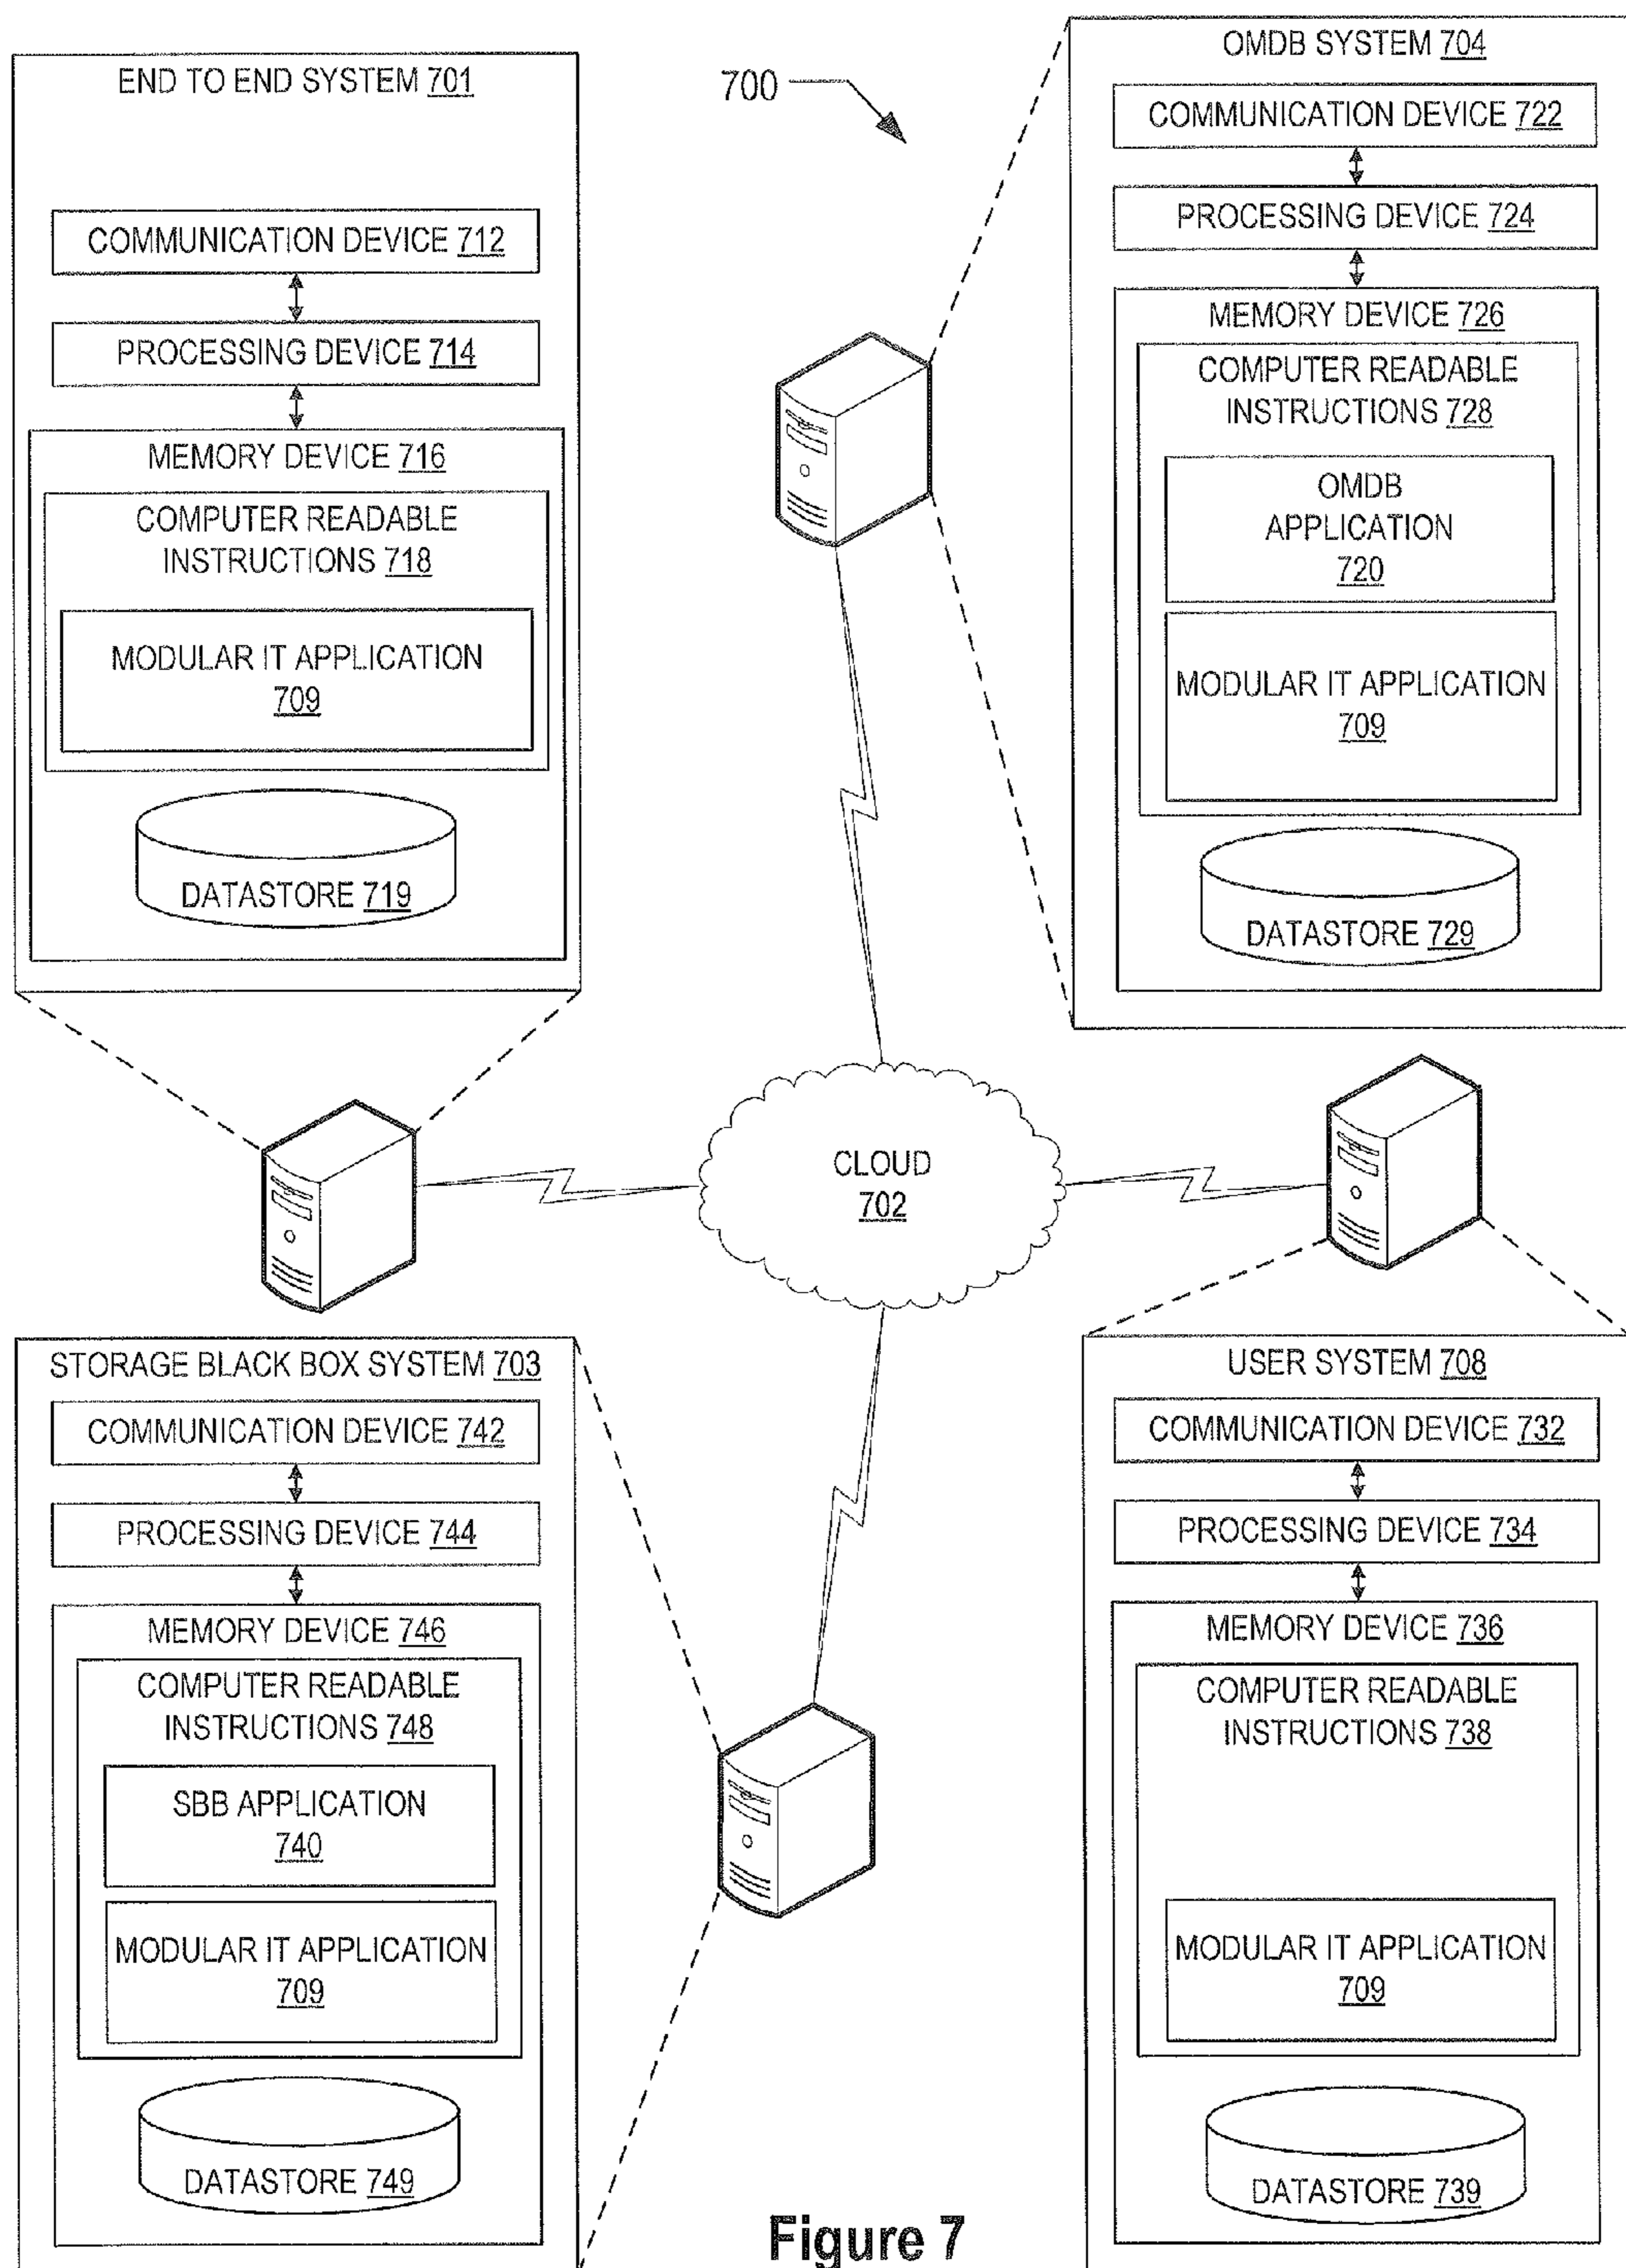 700
END TO END SYSTEM 701
COMMUNICATION DEVICE 712
PROCESSING DEVICE 714
MEMORY DEVICE 716
COMPUTER READABLE
INSTRUCTIONS 718
MODULAR IT APPLICATION
709
DATASTORE 719
OMDB SYSTEM 704
COMMUNICATION DEVICE 722
PROCESSING DEVICE 724
MEMORY DEVICE 726
COMPUTER READABLE
INSTRUCTIONS 728
OMDB
APPLICATION
720
MODULAR IT APPLICATION
709
DATASTORE 729
CLOUD
702
STORAGE BLACK BOX SYSTEM 703
COMMUNICATION DEVICE 742
PROCESSING DEVICE 744
MEMORY DEVICE 746
COMPUTER READABLE
INSTRUCTIONS 748
SBB APPLICATION
740
MODULAR IT APPLICATION
709
DATASTORE 749
USER SYSTEM 708
COMMUNICATION DEVICE 732
PROCESSING DEVICE 734
MEMORY DEVICE 736
COMPUTER READABLE
INSTRUCTIONS 738
MODULAR IT APPLICATION
709
DATASTORE 739
Figure 7